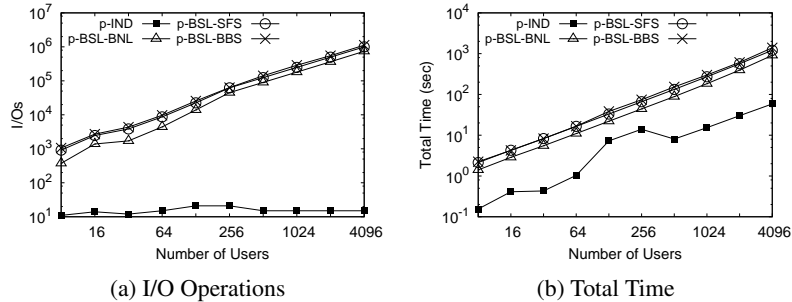 p-IND
p-BSL-SFS
p-BSL-BNL
p-BSL-BBS
10^6
10^5
10^4
10^3
10^2
10^1
I/Os
16 64 256 1024 4096
Number of Users
(a) I/O Operations
p-IND
p-BSL-SFS
p-BSL-BNL
p-BSL-BBS
10^4
10^3
10^2
10^1
10^0
10^-1
Total Time (sec)
16 64 256 1024 4096
Number of Users
(b) Total Time